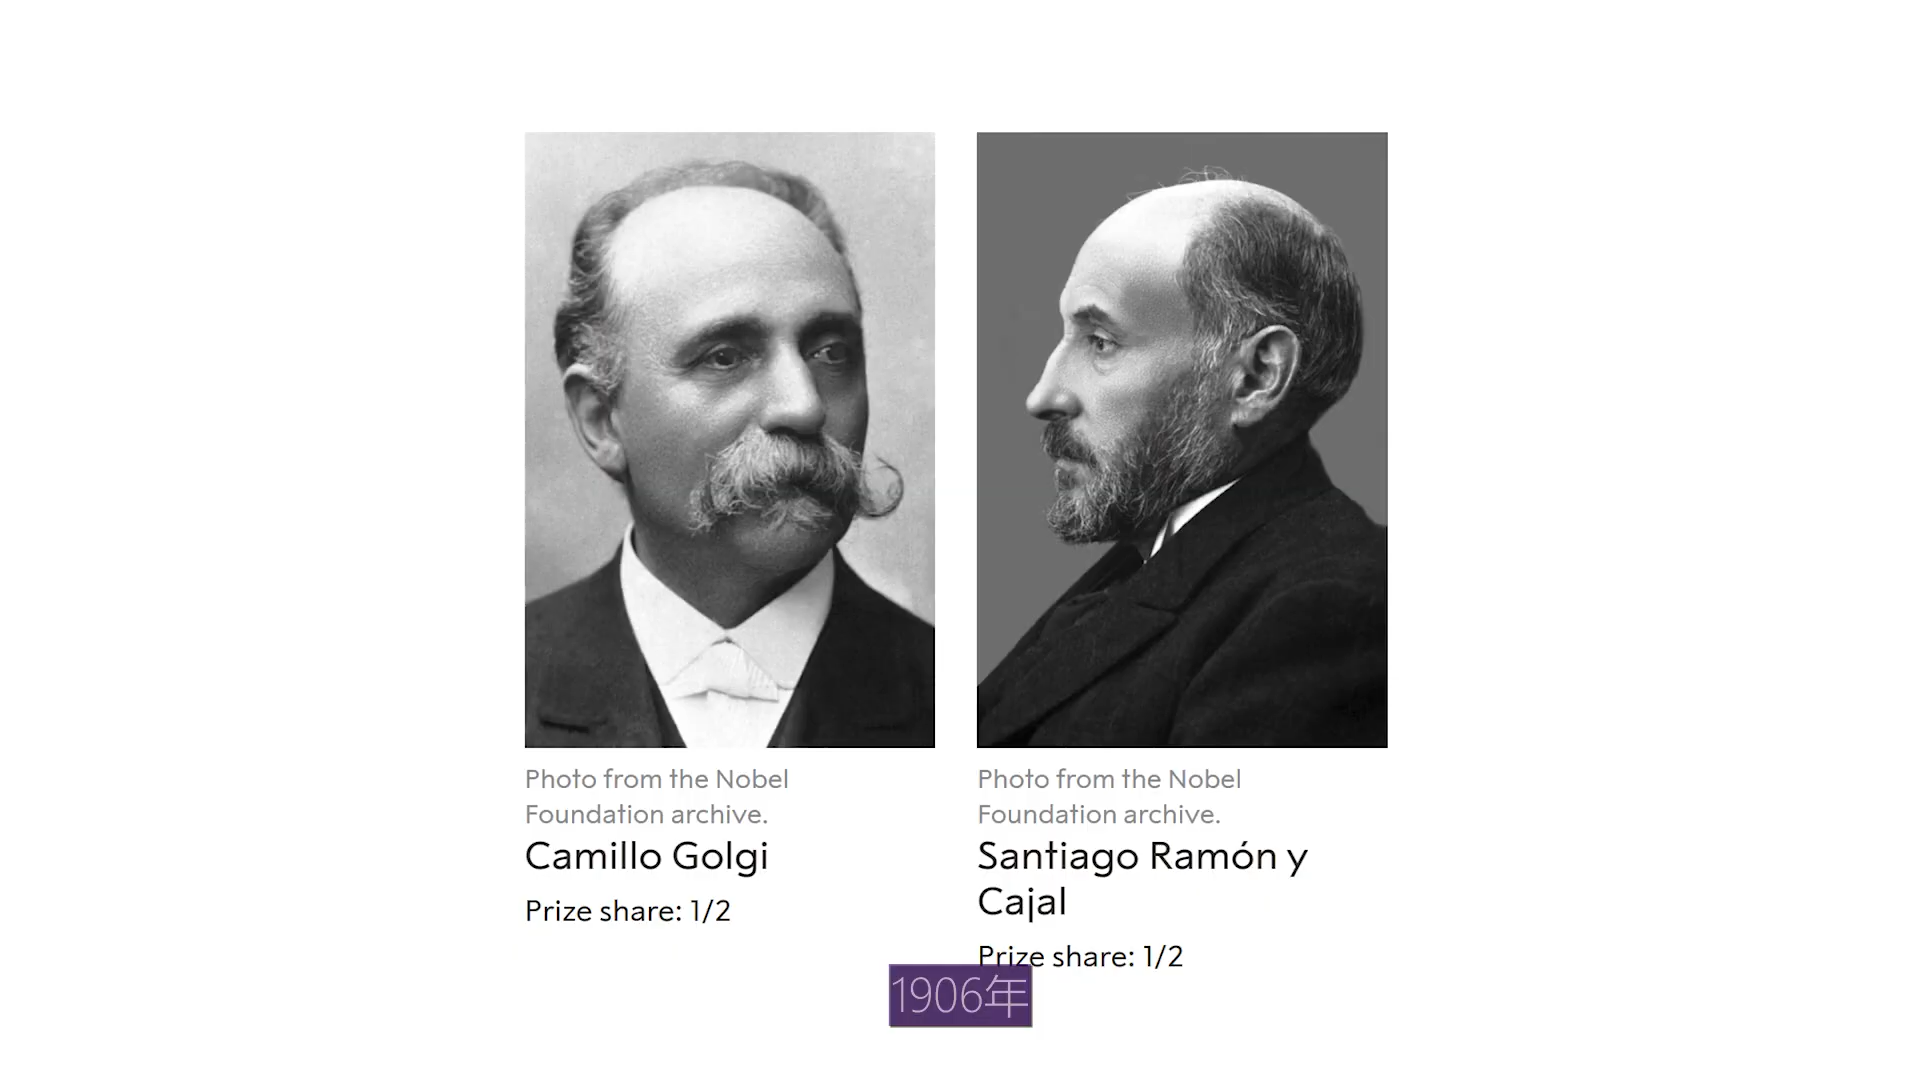 Photo from the Nobel
Foundation archive.
Camillo Golgi
Prize share: 1/2
Photo from the Nobel
Foundation archive.
Santiago Ramón y
Cajal
Prize share: 1/2
1906年